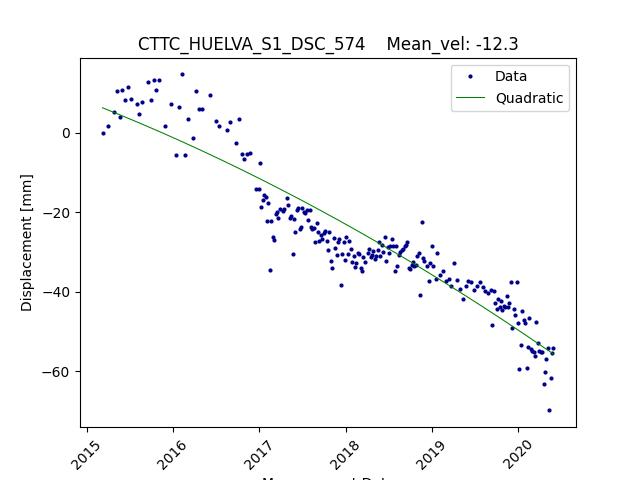 CTTC_HUELVA_S1_DSC_574    Mean_vel: -12.3
Data
Quadratic
Displacement [mm]
0
−20
−40
−60
2015
2016
2017
2018
2019
2020